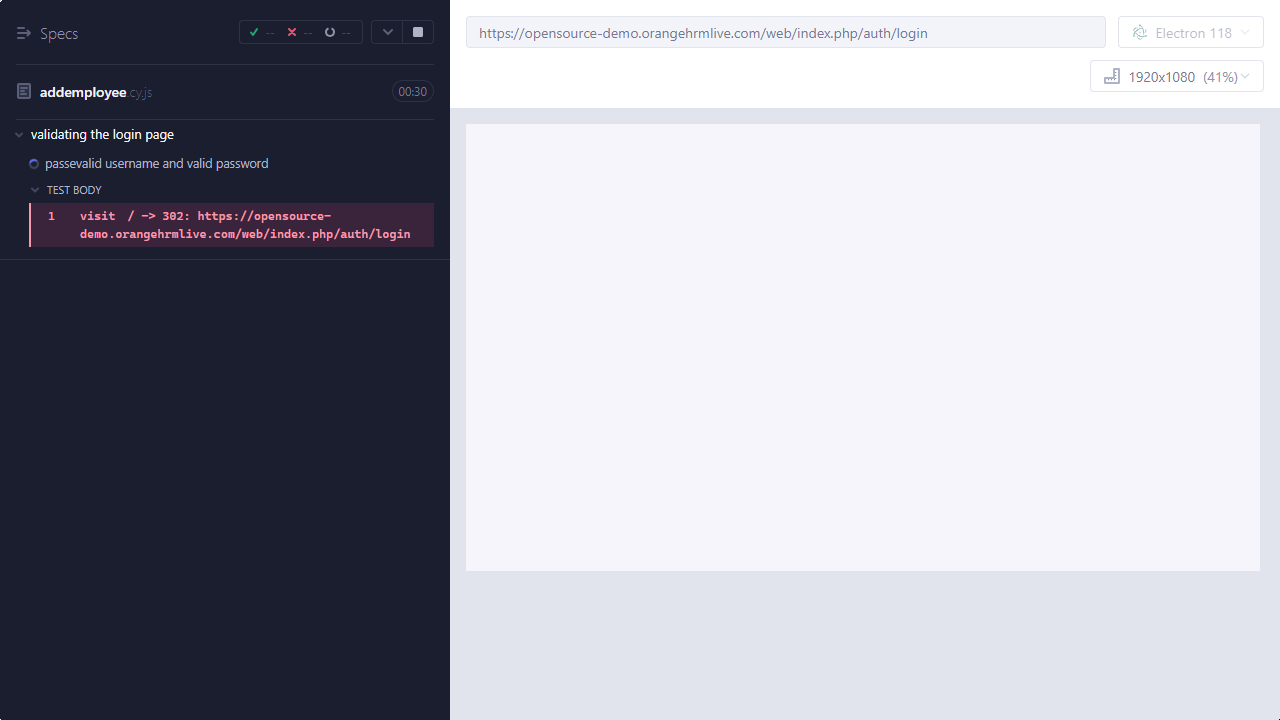 Specs
-- -- --
addemployee.cy.js 00:30
validating the login page
passevalid username and valid password
TEST BODY
1 visit / -> 302: https://opensource-
demo.orangehrmlive.com/web/index.php/auth/login
https://opensource-demo.orangehrmlive.com/web/index.php/auth/login
Electron 118
1920x1080 (41%)